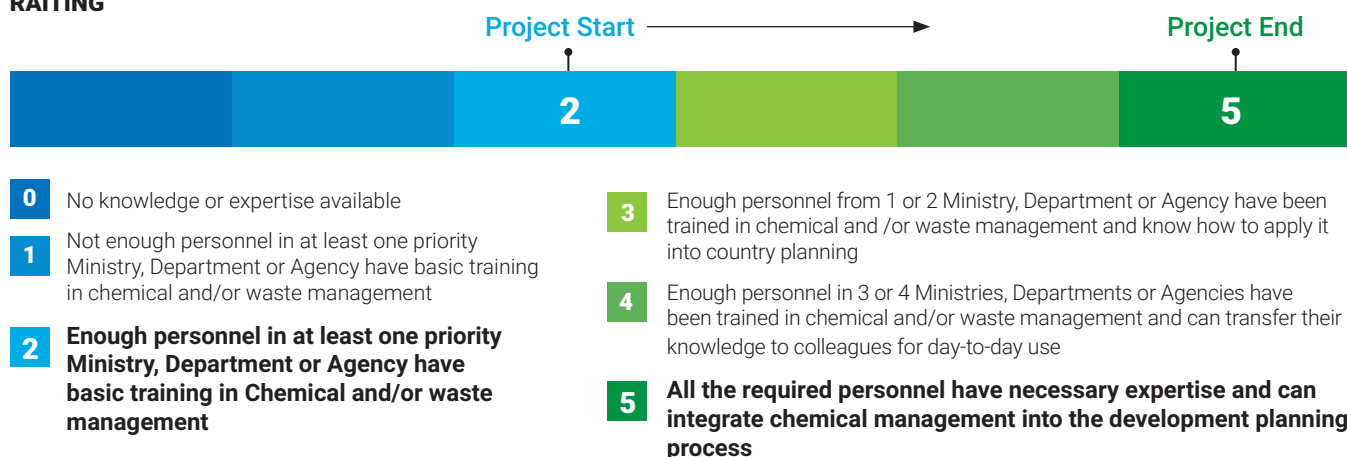 RAITING
Project Start
Project End
2
5
0
No knowledge or expertise available
1
Not enough personnel in at least one priority
Ministry, Department or Agency have basic training
in chemical and/or waste management
2
Enough personnel in at least one priority
Ministry, Department or Agency have
basic training in Chemical and/or waste
management
3
Enough personnel from 1 or 2 Ministry, Department or Agency have been
trained in chemical and /or waste management and know how to apply it
into country planning
4
Enough personnel in 3 or 4 Ministries, Departments or Agencies have
been trained in chemical and/or waste management and can transfer their
knowledge to colleagues for day-to-day use
5
All the required personnel have necessary expertise and can
integrate chemical management into the development planning
process